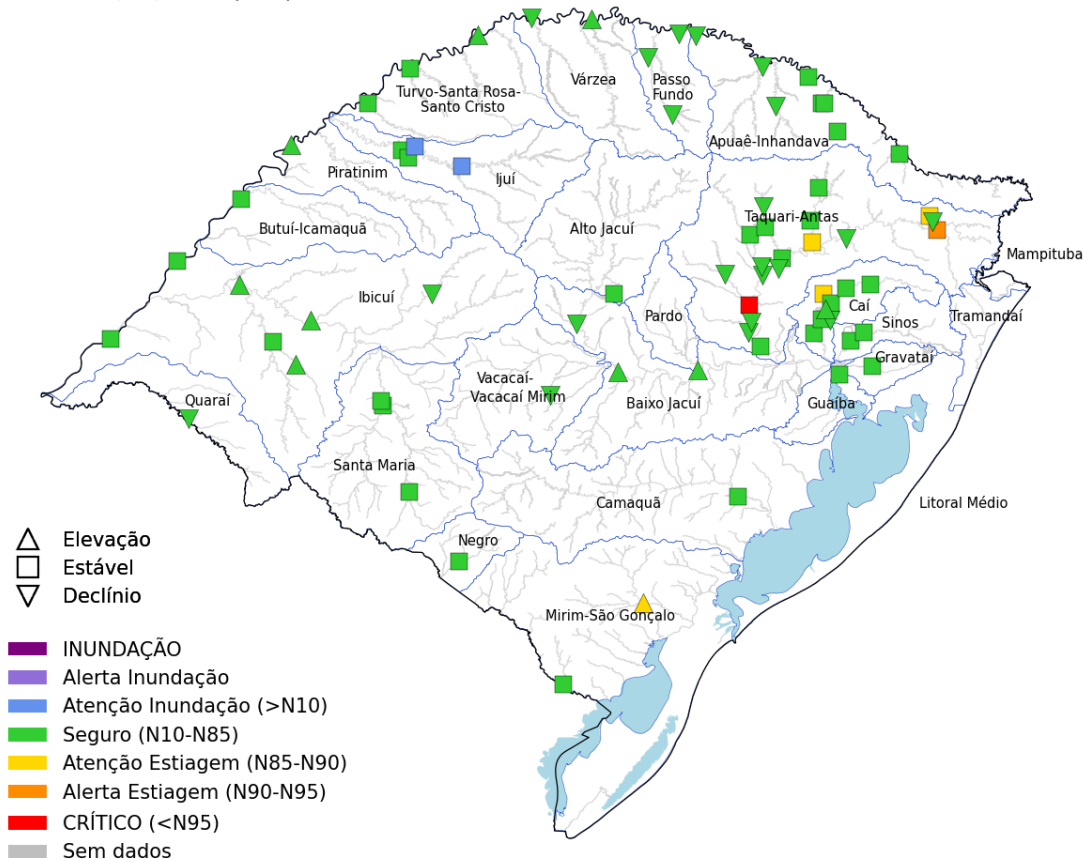 Várzea
Passo
Fundo
Turvo-Santa Rosa-
Santo Cristo
Apuaê-Inhandava
Piratinim
Ijuí
Taquari-Antas
Butuí-Icamaquã
Alto Jacuí
Mampituba
Ibicuí
Caí
Pardo
Sinos
Tramandaí
Gravataí
Vacacaí-
Vacacaí Mirim
Quaraí
Baixo Jacuí
Guaíba
Santa Maria
Camaquã
Litoral Médio
Negro
Mirim-São Gonçalo
Elevação
Estável
Declínio
INUNDAÇÃO
Alerta Inundação
Atenção Inundação (>N10)
Seguro (N10-N85)
Atenção Estiagem (N85-N90)
Alerta Estiagem (N90-N95)
CRÍTICO (<N95)
Sem dados